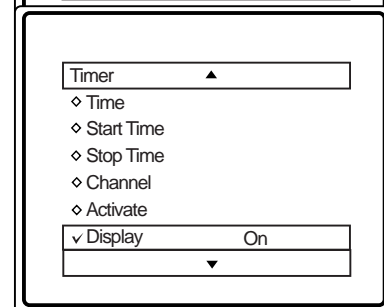 Timer
Time
Start Time
Stop Time
Channel
Activate
Display On